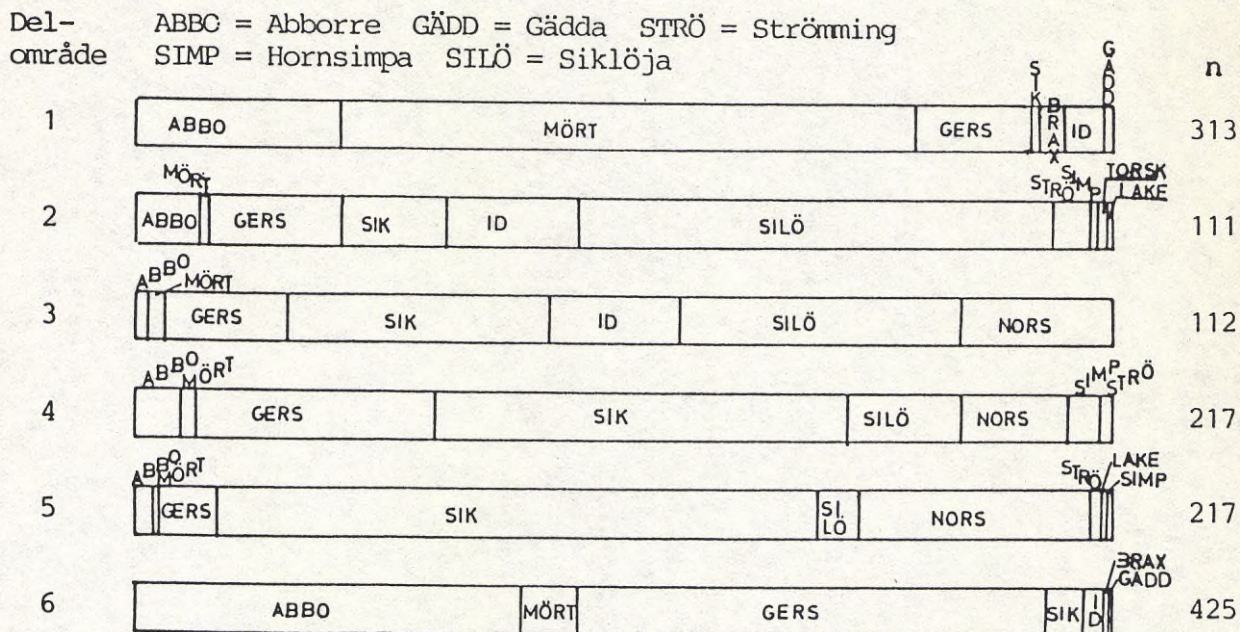 Del-
område
ABBO = Abborre GÄDD = Gädda STRÖ = Strömming
SIMP = Hornsimpa SILÖ = Siklöja
n
1 ABBO MÖRT GERS SIK BRAX ID GÄDD 313
2 ABBO MÖRT GERS SIK ID SILÖ STRÖ SIMP TORSK LAKE 111
3 ABBO MÖRT GERS SIK ID SILÖ NORS 112
4 ABBO MÖRT GERS SIK SILÖ NORS SIMP STRÖ 217
5 ABBO MÖRT GERS SIK SILÖ NORS STRÖ LAKE SIMP 217
6 ABBO MÖRT GERS SIK ID BRAX GÄDD 425